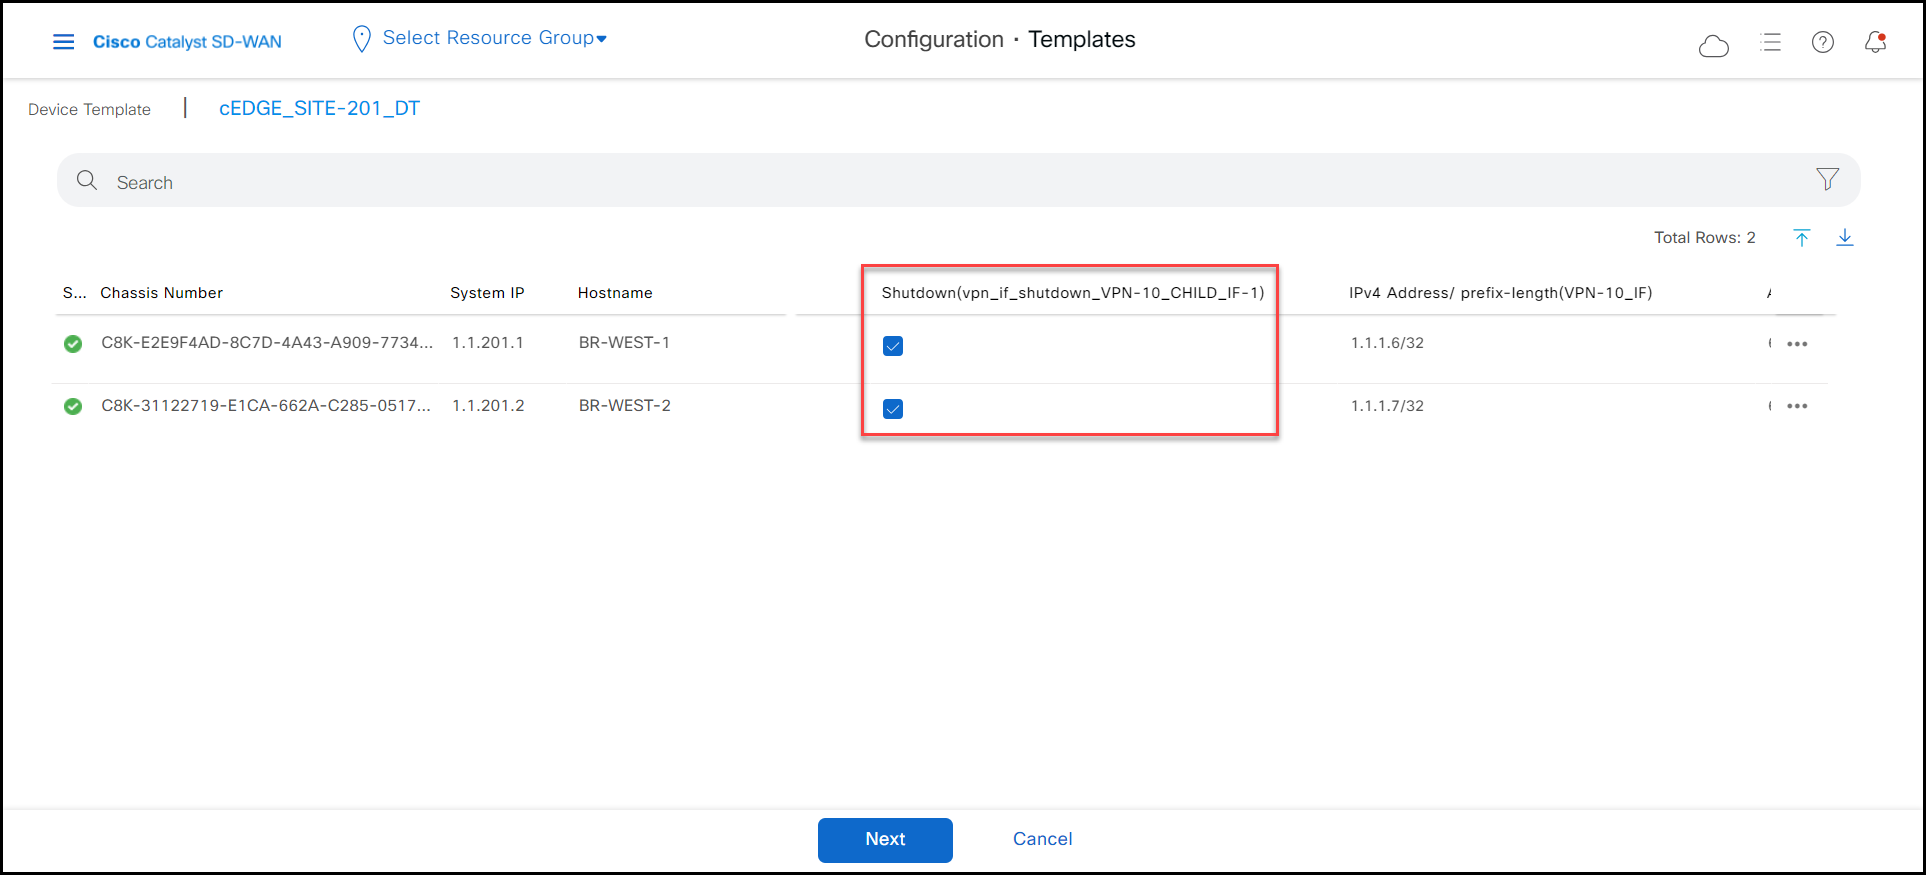 Cisco Catalyst SD-WAN
Select Resource Group
Configuration · Templates
Device Template | cEDGE_SITE-201_DT
Search
Total Rows: 2
S... Chassis Number System IP Hostname Shutdown(vpn_if_shutdown_VPN-10_CHILD_IF-1) IPv4 Address/ prefix-length(VPN-10_IF)
C8K-E2E9F4AD-8C7D-4A43-A909-7734... 1.1.201.1 BR-WEST-1 1.1.1.6/32
C8K-31122719-E1CA-662A-C285-0517... 1.1.201.2 BR-WEST-2 1.1.1.7/32
Next Cancel